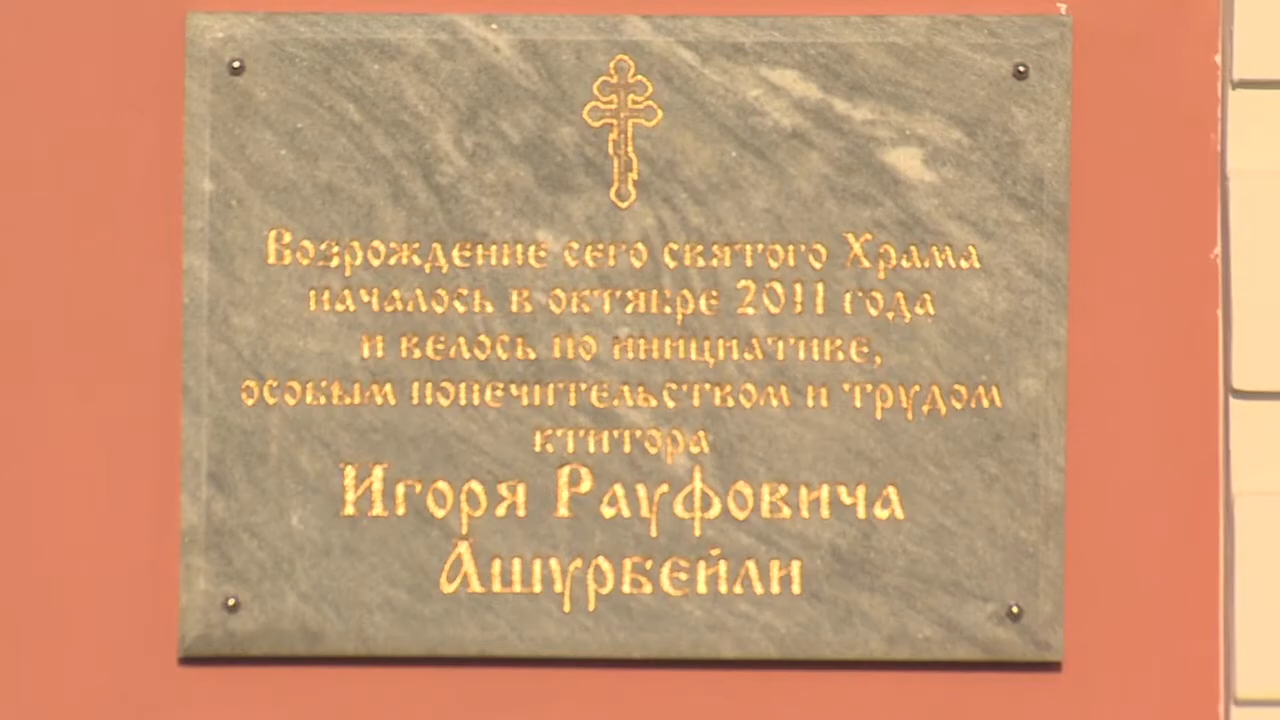 Возрождение сего святого Храма
началось в октябре 2011 года
и велось по инициативе,
особым попечительством и трудом
ктитора
Игоря Рауфовича
Ашурбейли